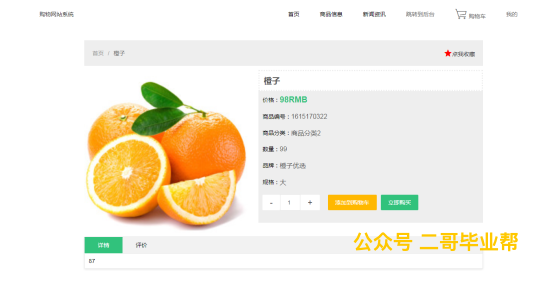 购物网站系统 首页 商品信息 新闻资讯 跳转到后台 购物车 我的
首页 / 橙子 点我收藏
橙子
价格：98RMB
商品编号：1615170322
商品分类：商品分类2
数量：99
品牌：橙子优选
规格：大
- 1 + 添加到购物车 立即购买
公众号 二哥毕业帮
详情 评价
67